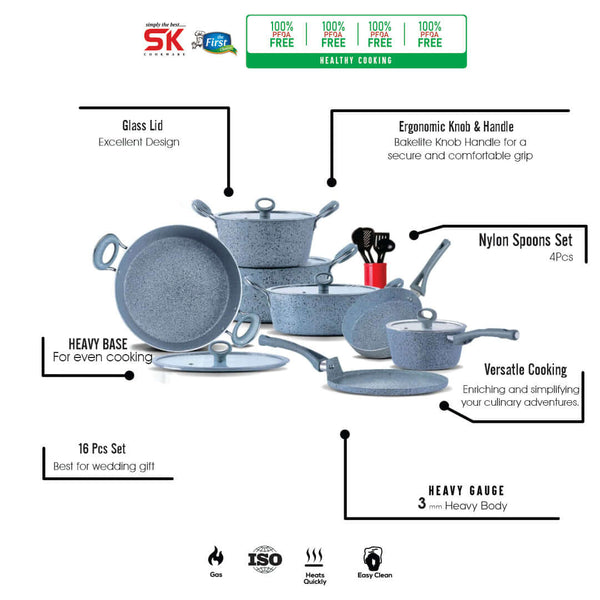 simply the best.....
SK
COOKWARE
the
First
100%
PFOA
FREE
100%
PFOA
FREE
100%
PFOA
FREE
100%
PFOA
FREE
HEALTHY COOKING
Glass Lid
Excellent Design
Ergonomic Knob & Handle
Bakelite Knob Handle for a
secure and comfortable grip
Nylon Spoons Set
4Pcs
HEAVY BASE
For even cooking
Versatle Cooking
Enriching and simplifying
your culinary adventures.
16 Pcs Set
Best for wedding gift
HEAVY GAUGE
3 mm Heavy Body
Gas
ISO
Heats
Quickly
Easy Clean